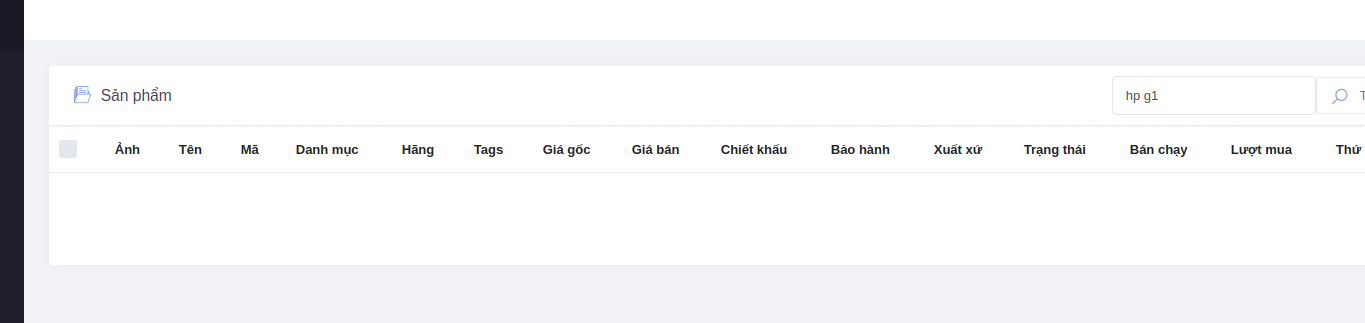 Sản phẩm
hp g1
Ảnh Tên Mã Danh mục Hãng Tags Giá gốc Giá bán Chiết khấu Bảo hành Xuất xứ Trạng thái Bán chạy Lượt mua Thứ